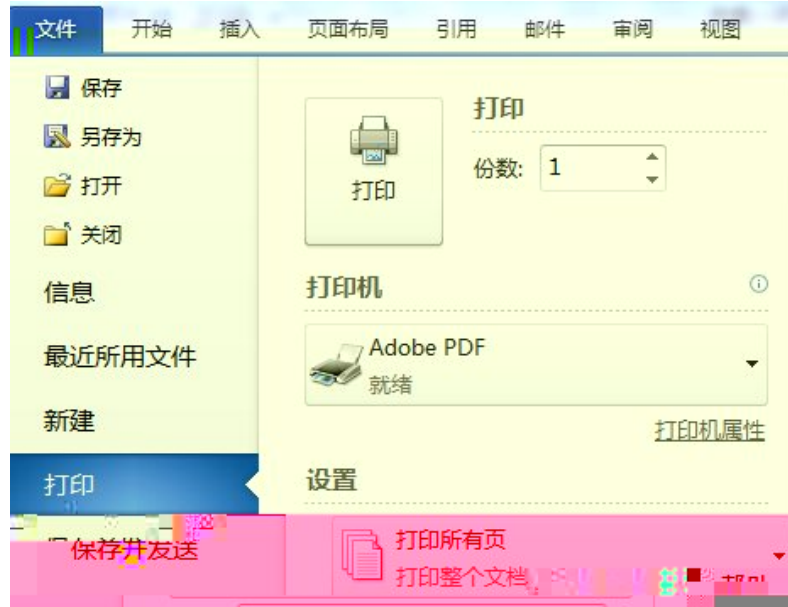 文件 开始 插入 页面布局 引用 邮件 审阅 视图
保存
另存为
打开
关闭
信息
最近所用文件
新建
打印
保存并发送
打印
打印
份数: 1
打印机
Adobe PDF
就绪
打印机属性
设置
打印所有页
打印整个文档